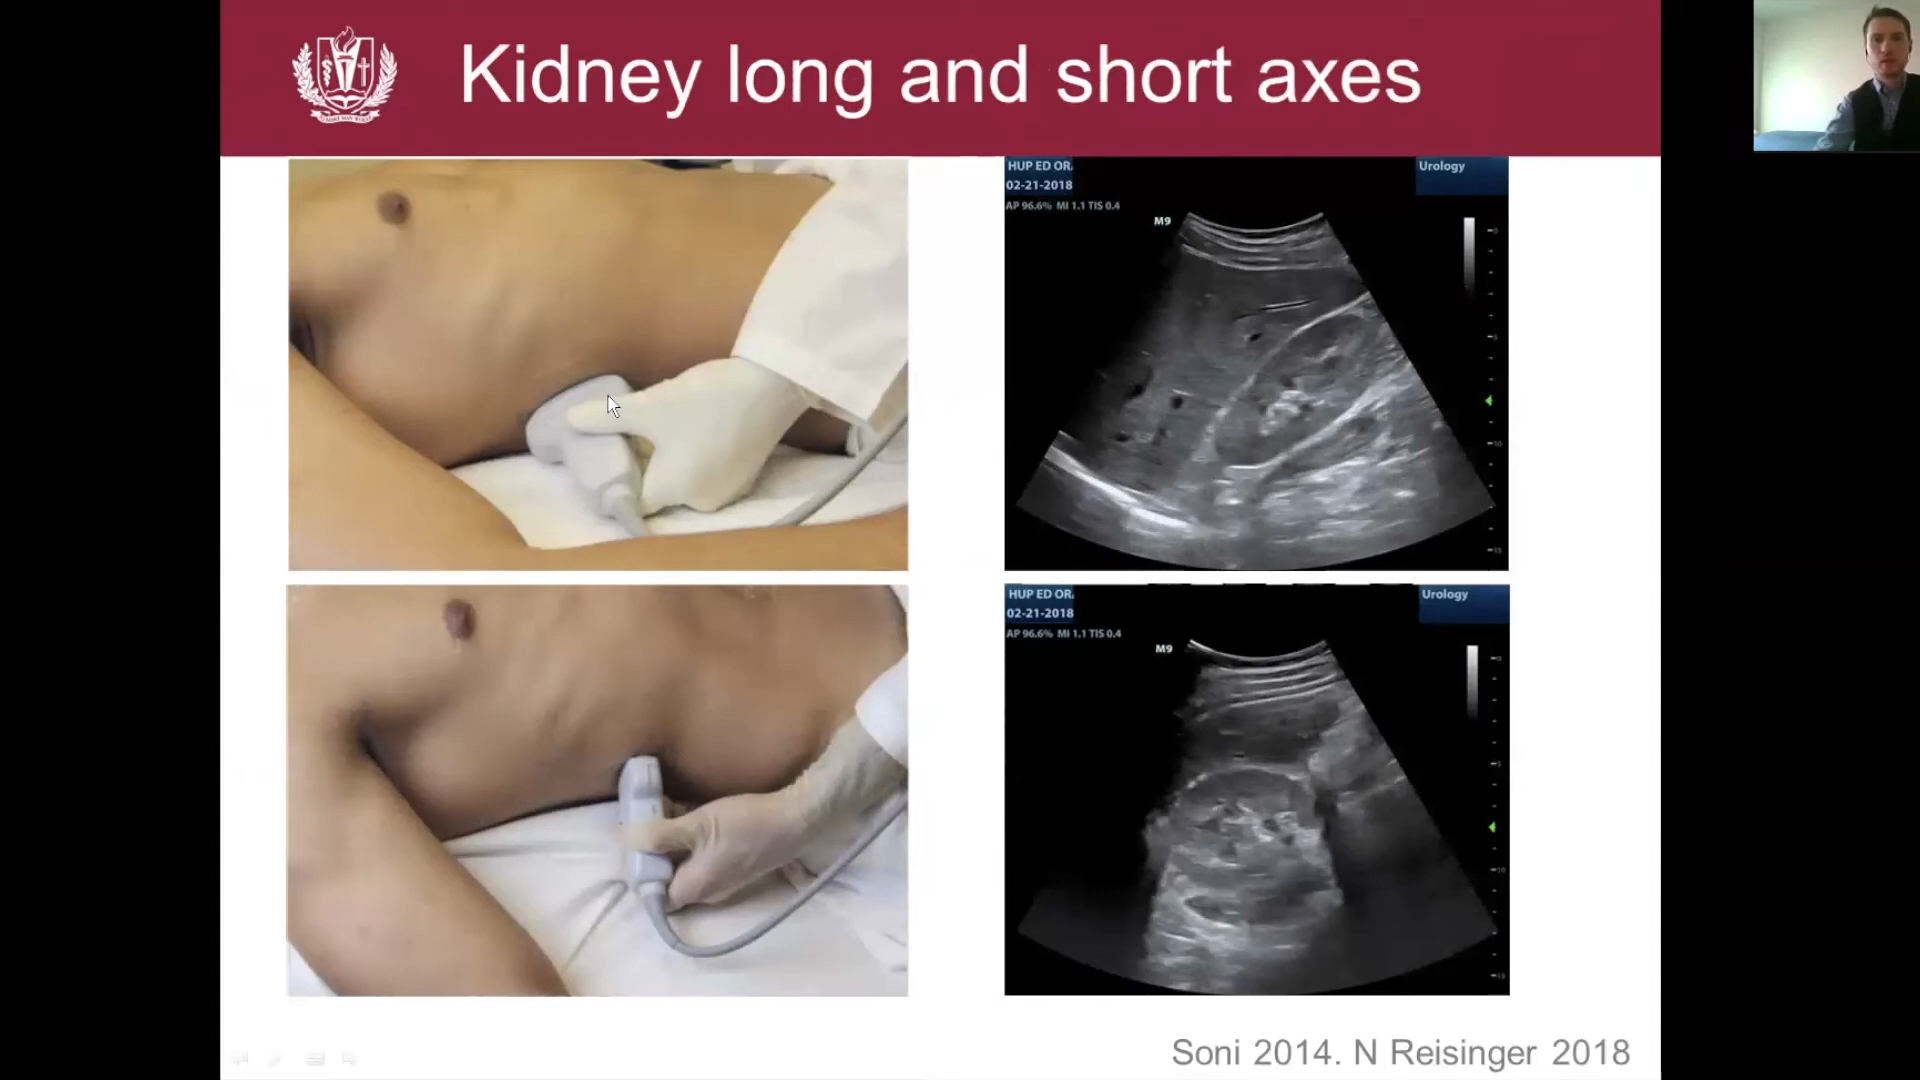 Kidney long and short axes
HUP ED OR.
02-21-2018
AP 96.6% MI 1.1 TIS 0.4
Urology
M9
HUP ED OR.
02-21-2018
AP 96.6% MI 1.1 TIS 0.4
Urology
M9
Soni 2014. N Reisinger 2018